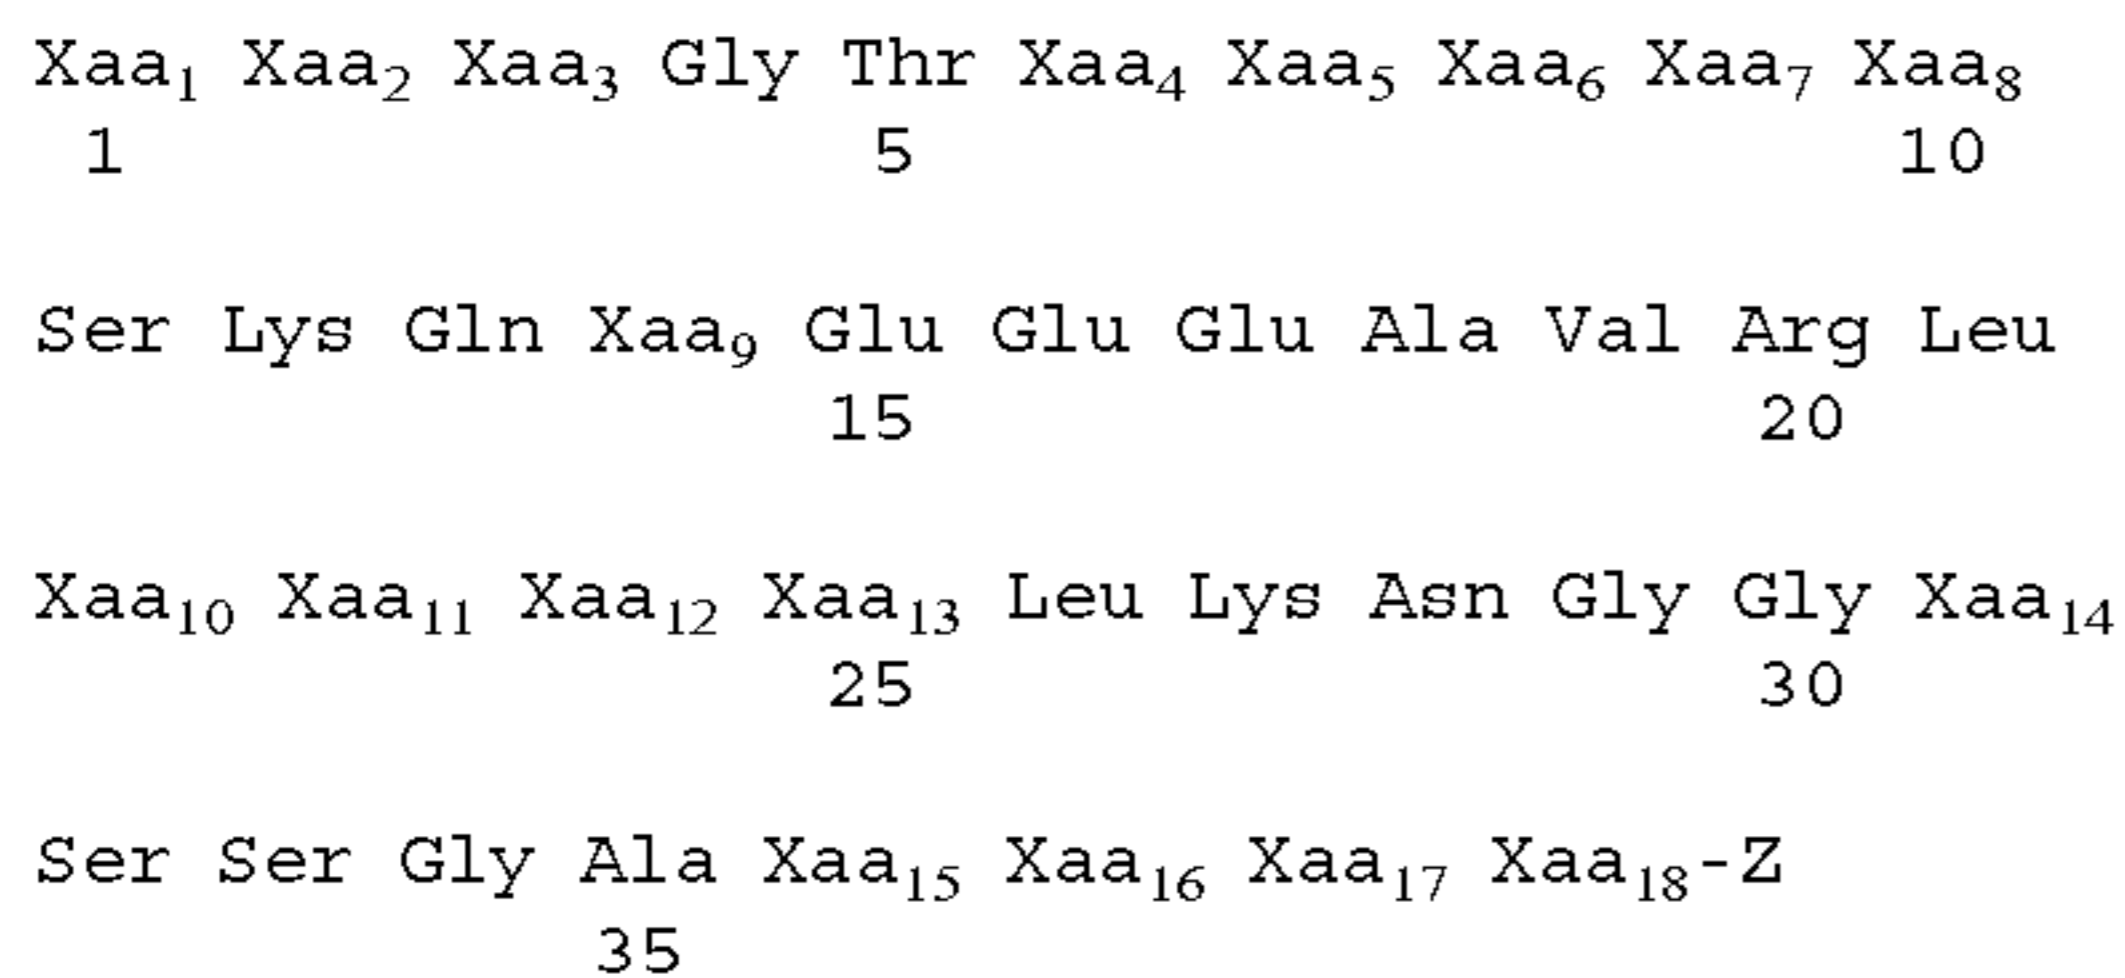 Xaa₁ Xaa₂ Xaa₃ Gly Thr Xaa₄ Xaa₅ Xaa₆ Xaa₇ Xaa₈
1 5 10
Ser Lys Gln Xaa₉ Glu Glu Glu Ala Val Arg Leu
15 20
Xaa₁₀ Xaa₁₁ Xaa₁₂ Xaa₁₃ Leu Lys Asn Gly Gly Xaa₁₄
25 30
Ser Ser Gly Ala Xaa₁₅ Xaa₁₆ Xaa₁₇ Xaa₁₈-Z
35